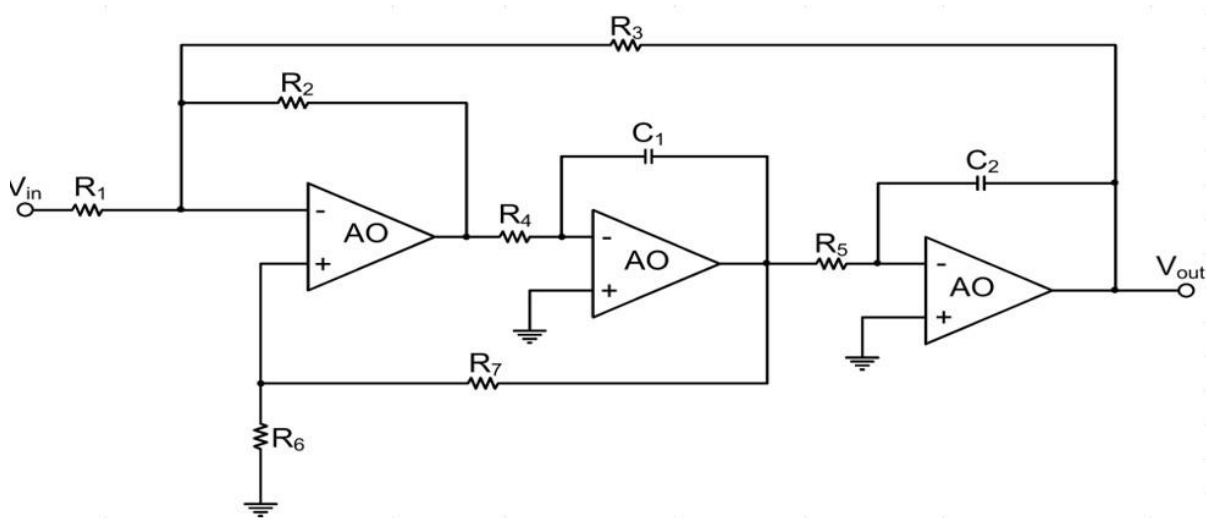 R₃
R₂
C₁
C₂
Vin
R₁
-
AO
+
R₄
-
AO
+
R₅
-
AO
+
Vout
R₇
R₆